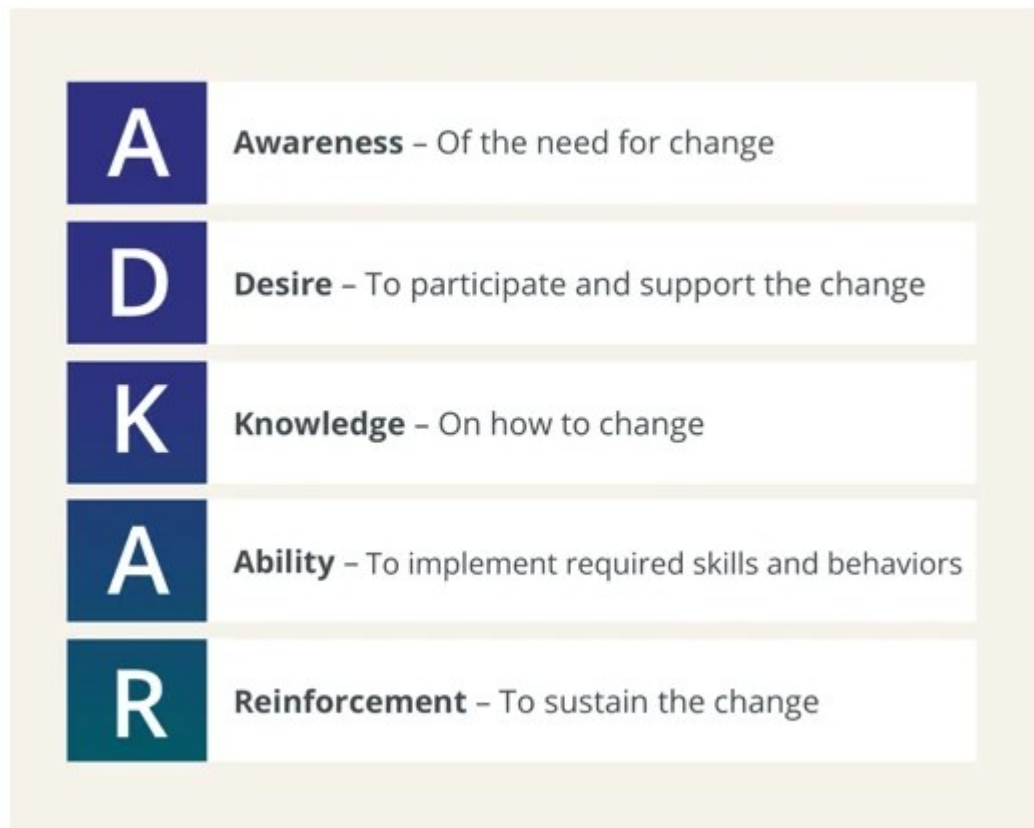 A
Awareness – Of the need for change
D
Desire – To participate and support the change
K
Knowledge – On how to change
A
Ability – To implement required skills and behaviors
R
Reinforcement – To sustain the change